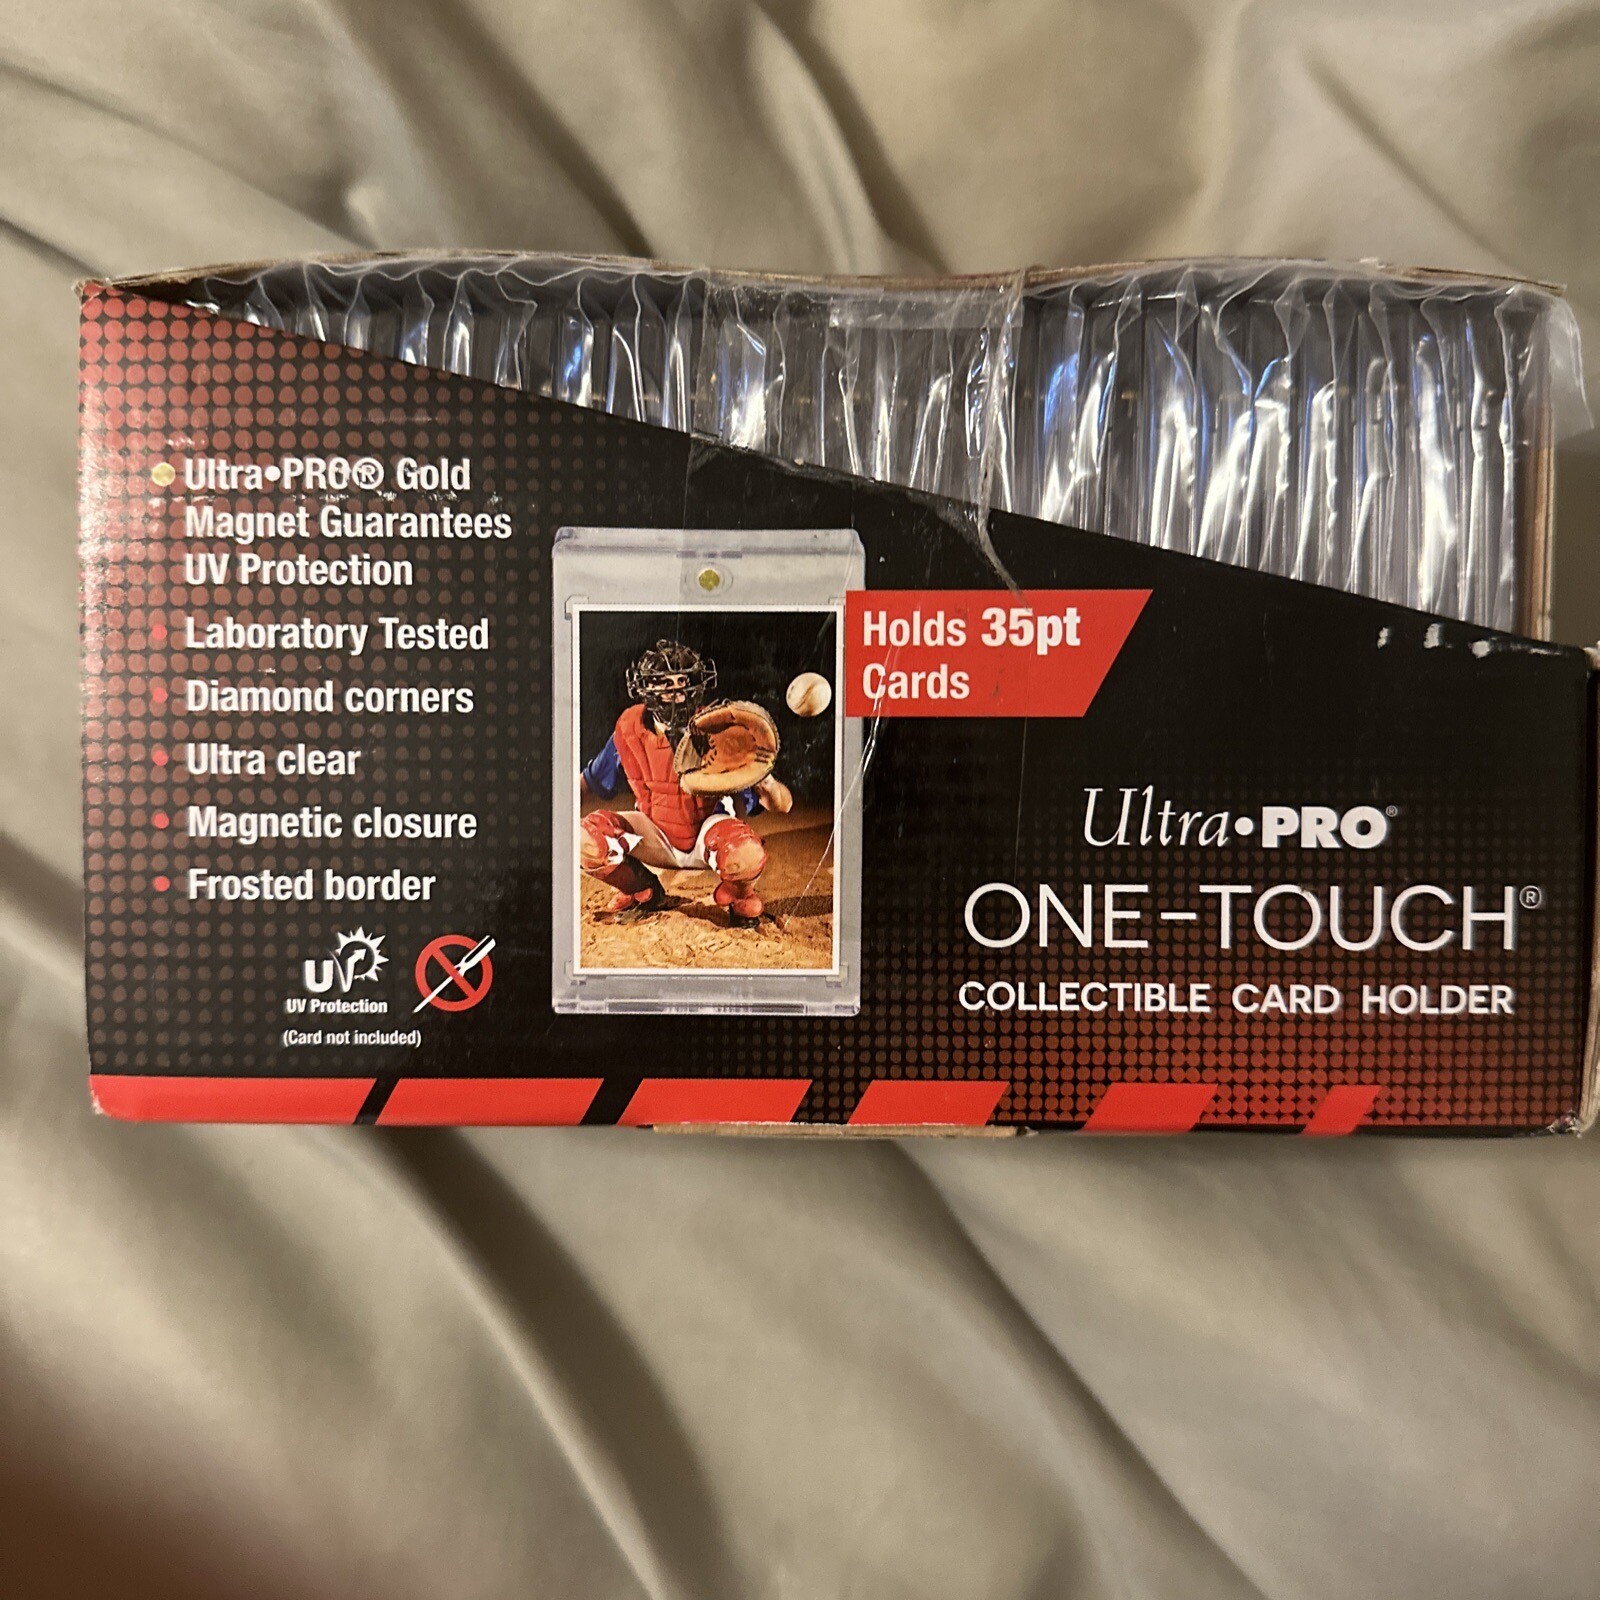 Ultra•PRO® Gold
Magnet Guarantees
UV Protection
Laboratory Tested
Diamond corners
Ultra clear
Magnetic closure
Frosted border
UV
UV Protection
(Card not included)
Holds 35pt
Cards
Ultra•PRO®
ONE-TOUCH®
COLLECTIBLE CARD HOLDER